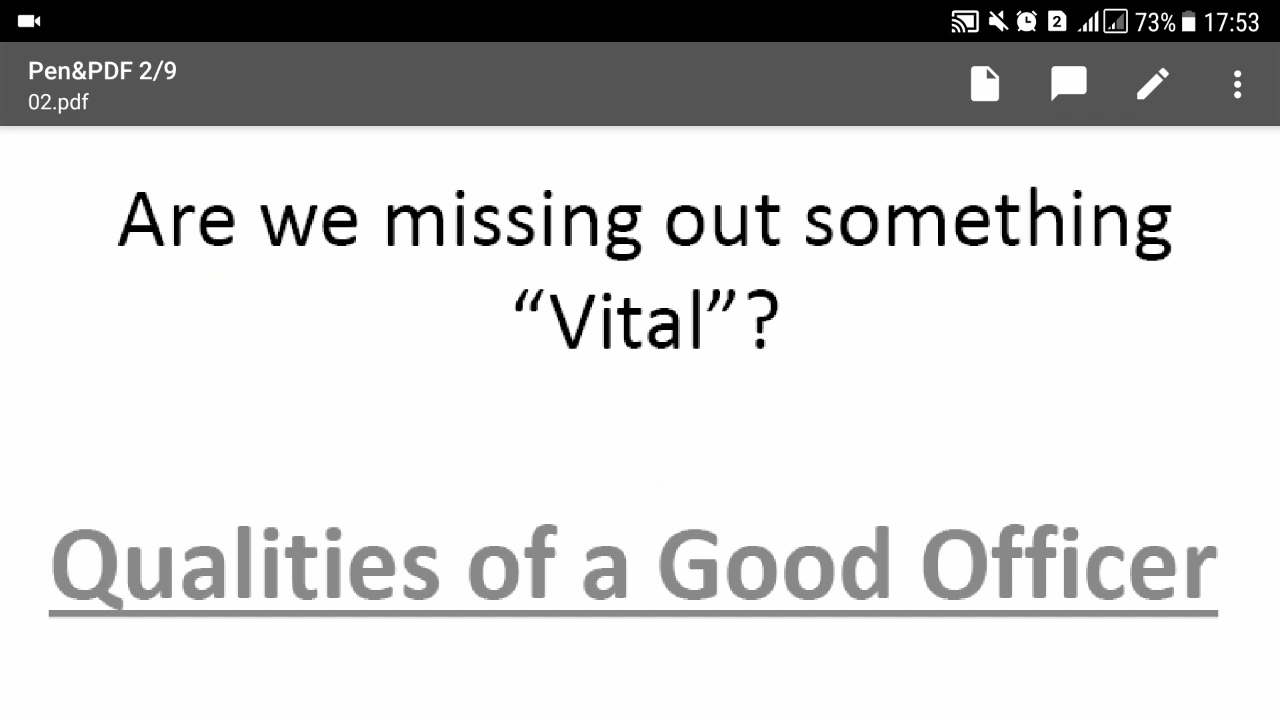 2 73% 17:53
Pen&PDF 2/9
02.pdf
Are we missing out something
“Vital”?
Qualities of a Good Officer